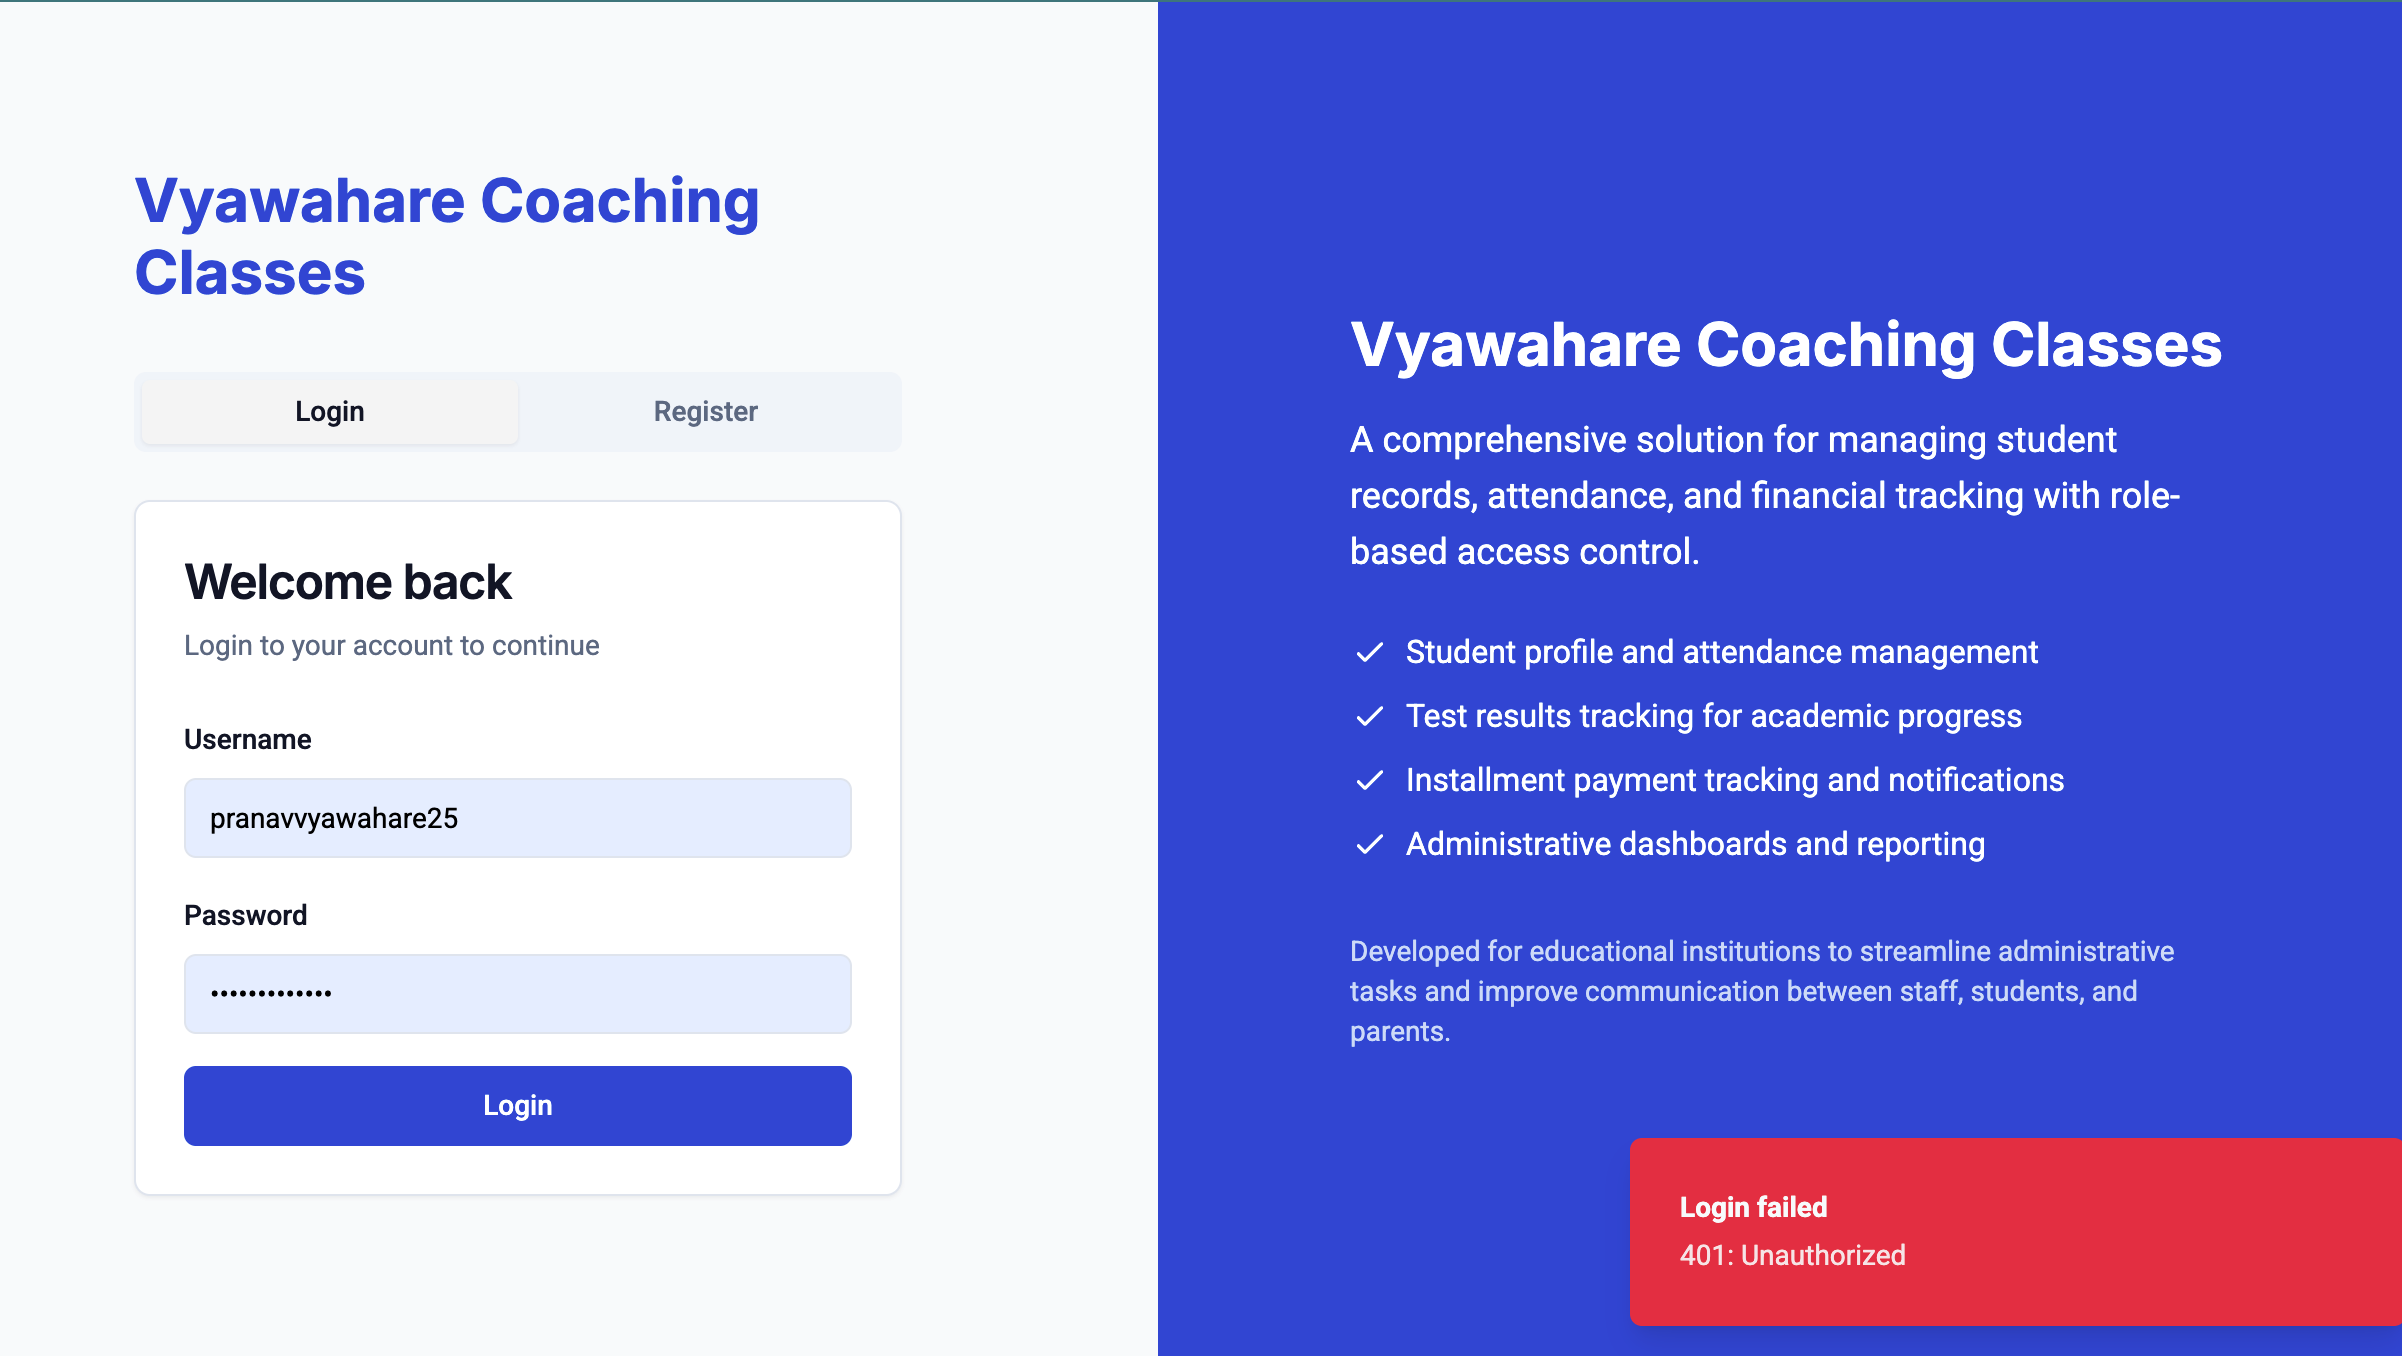 Vyawahare Coaching
Classes
Login
Register
Welcome back
Login to your account to continue
Username
pranavvyawahare25
Password
•••••••••••••
Login
Vyawahare Coaching Classes
A comprehensive solution for managing student
records, attendance, and financial tracking with role-
based access control.
Student profile and attendance management
Test results tracking for academic progress
Installment payment tracking and notifications
Administrative dashboards and reporting
Developed for educational institutions to streamline administrative
tasks and improve communication between staff, students, and
parents.
Login failed
401: Unauthorized